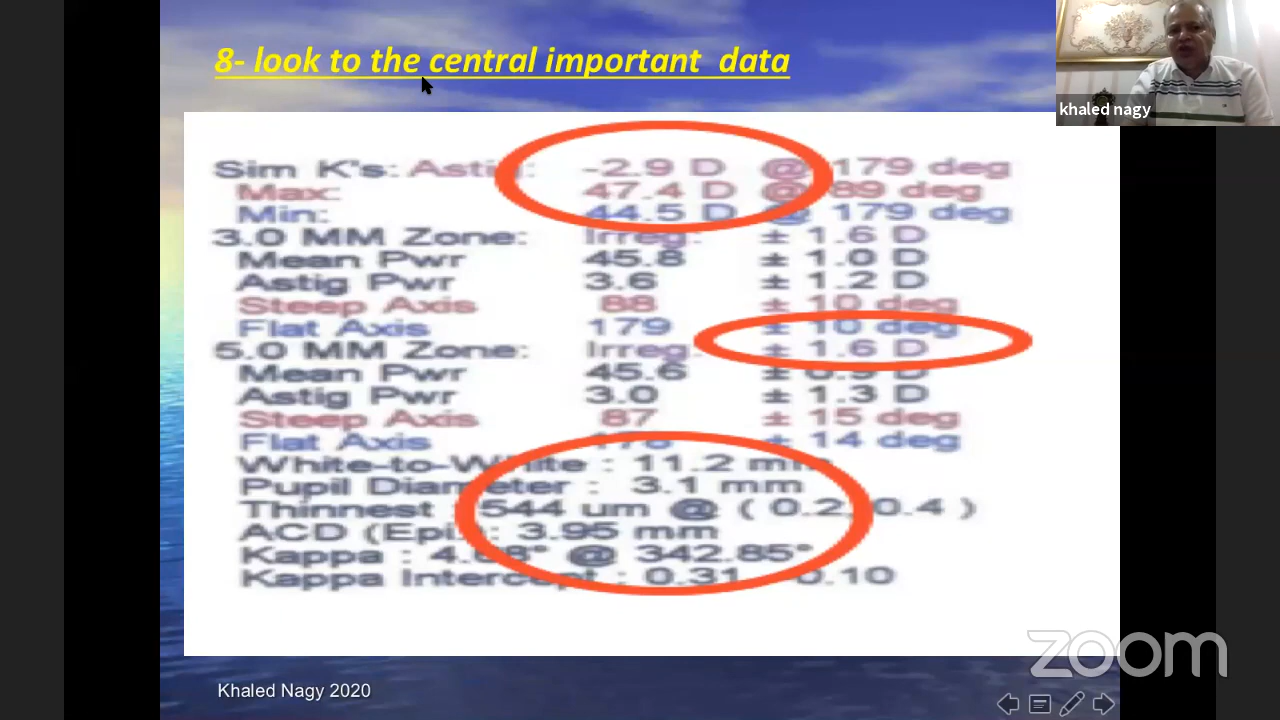 8- look to the central important data
khaled nagy
Sim K's: Astig: -2.9 D @ 179 deg
Max: 47.4 D @ 89 deg
Min: 44.5 D @ 179 deg
3.0 MM Zone: Irreg. ± 1.6 D
Mean Pwr 45.8 ± 1.0 D
Astig Pwr 3.6 ± 1.2 D
Steep Axis 88 ± 10 deg
Flat Axis 179 ± 10 deg
5.0 MM Zone: Irreg. ± 1.6 D
Mean Pwr 45.6 ± D
Astig Pwr 3.0 ± 1.3 D
Steep Axis 87 ± 15 deg
Flat Axis 178 ± 14 deg
White-to-White : 11.2 mm
Pupil Diameter : 3.1 mm
Thinnest : 544 um @ ( 0.2, 0.4 )
ACD (Epi.): 3.95 mm
Kappa : @ 342.85°
Kappa Intercept : 0.31, 0.10
zoom
Khaled Nagy 2020